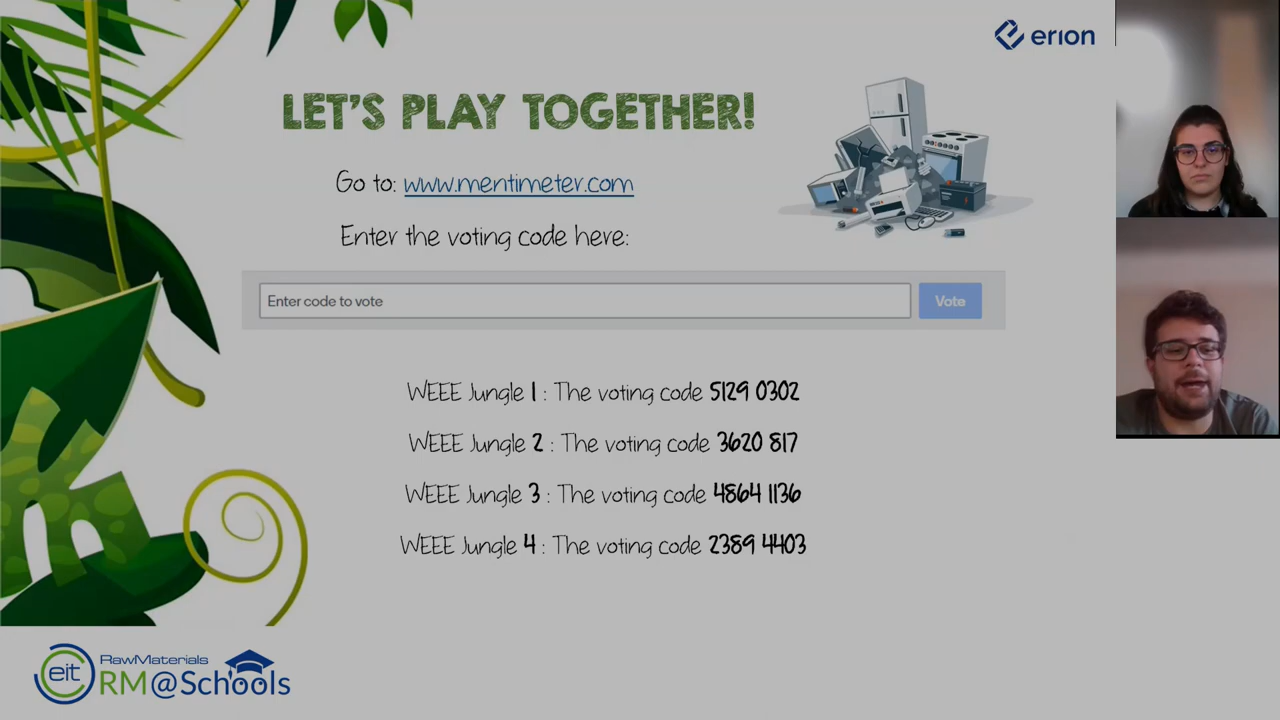 erion
LET'S PLAY TOGETHER!
Go to: www.mentimeter.com
Enter the voting code here:
Enter code to vote
Vote
WEEE Jungle 1 : The voting code 5129 0302
WEEE Jungle 2 : The voting code 3620 817
WEEE Jungle 3 : The voting code 4864 1136
WEEE Jungle 4 : The voting code 2389 4403
eit RawMaterials
RM@Schools